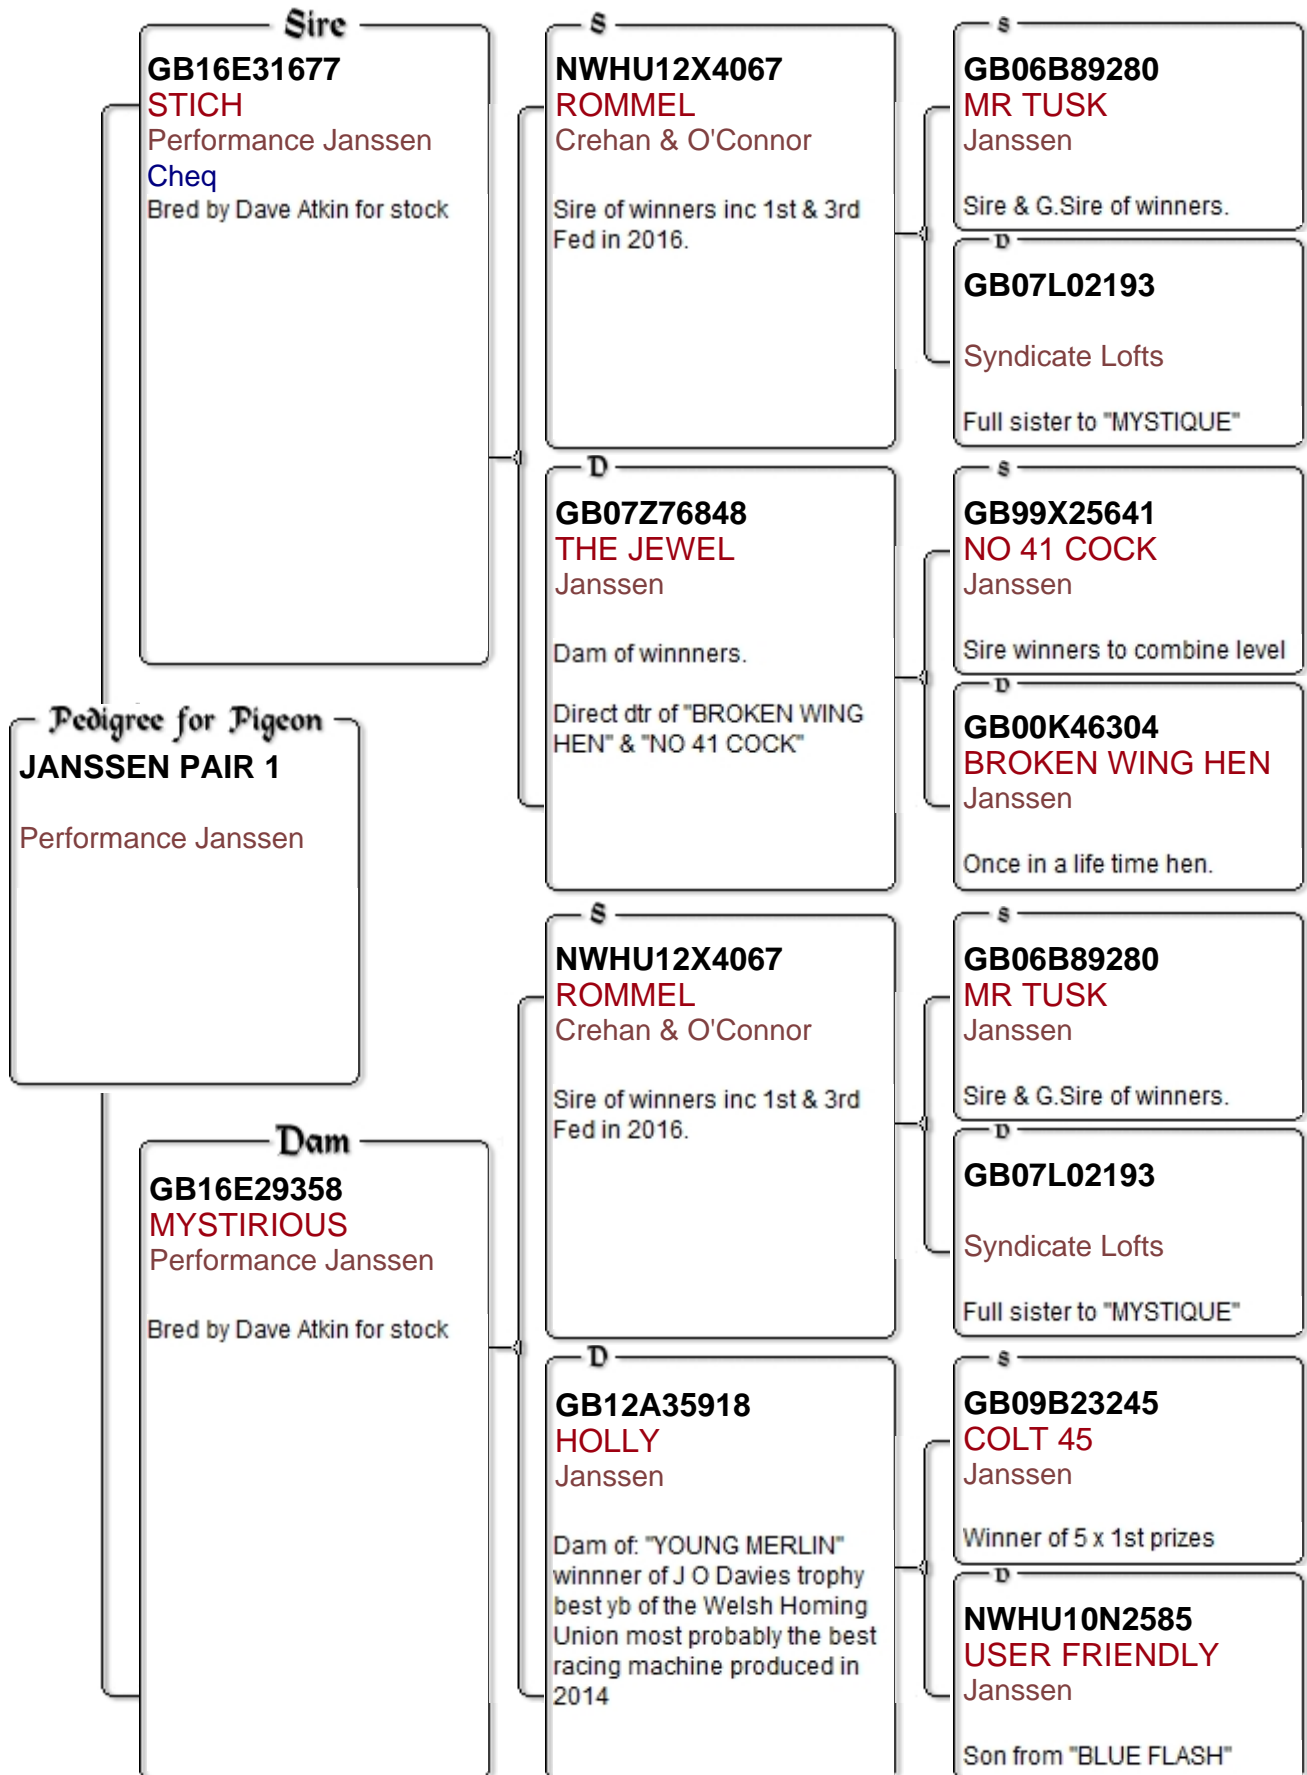 Sire
GB16E31677
STICH
Performance Janssen
Cheq
Bred by Dave Atkin for stock
S
NWHU12X4067
ROMMEL
Crehan & O'Connor
Sire of winners inc 1st & 3rd
Fed in 2016.
S
GB06B89280
MR TUSK
Janssen
Sire & G.Sire of winners.
D
GB07L02193
Syndicate Lofts
Full sister to "MYSTIQUE"
D
GB07Z76848
THE JEWEL
Janssen
Dam of winnners.
Direct dtr of "BROKEN WING
HEN" & "NO 41 COCK"
S
GB99X25641
NO 41 COCK
Janssen
Sire winners to combine level
D
GB00K46304
BROKEN WING HEN
Janssen
Once in a life time hen.
Pedigree for Pigeon
JANSSEN PAIR 1
Performance Janssen
Dam
GB16E29358
MYSTIRIOUS
Performance Janssen
Bred by Dave Atkin for stock
S
NWHU12X4067
ROMMEL
Crehan & O'Connor
Sire of winners inc 1st & 3rd
Fed in 2016.
S
GB06B89280
MR TUSK
Janssen
Sire & G.Sire of winners.
D
GB07L02193
Syndicate Lofts
Full sister to "MYSTIQUE"
D
GB12A35918
HOLLY
Janssen
Dam of: "YOUNG MERLIN"
winnner of J O Davies trophy
best yb of the Welsh Homing
Union most probably the best
racing machine produced in
2014
S
GB09B23245
COLT 45
Janssen
Winner of 5 x 1st prizes
D
NWHU10N2585
USER FRIENDLY
Janssen
Son from "BLUE FLASH"